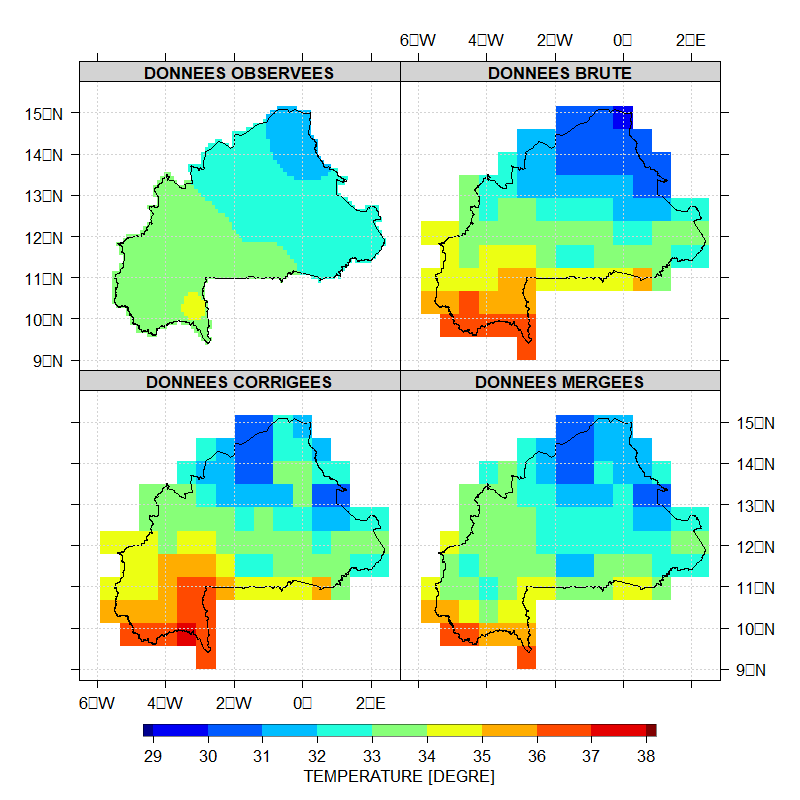 6□W 4□W 2□W 0□ 2□E
DONNEES OBSERVEES DONNEES BRUTE
15□N
14□N
13□N
12□N
11□N
10□N
9□N
DONNEES CORRIGEES DONNEES MERGEES
15□N
14□N
13□N
12□N
11□N
10□N
9□N
6□W 4□W 2□W 0□ 2□E
29 30 31 32 33 34 35 36 37 38
TEMPERATURE [DEGRE]